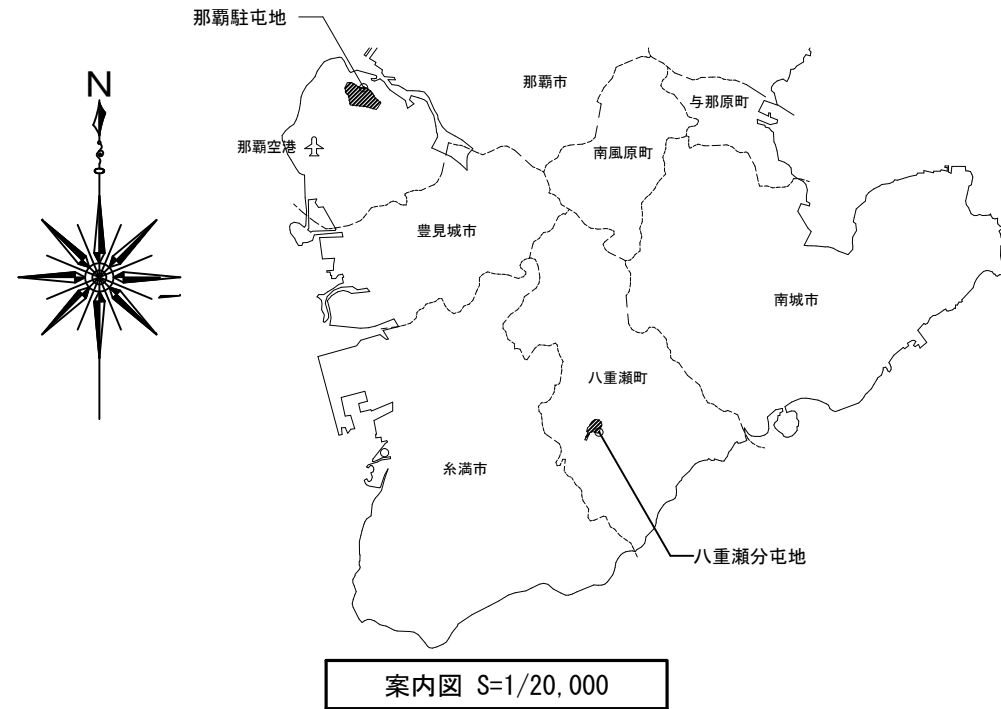 那覇駐屯地
N
那覇市
与那原町
那覇空港
南風原町
豊見城市
南城市
八重瀬町
糸満市
八重瀬分屯地
案内図 S=1/20,000